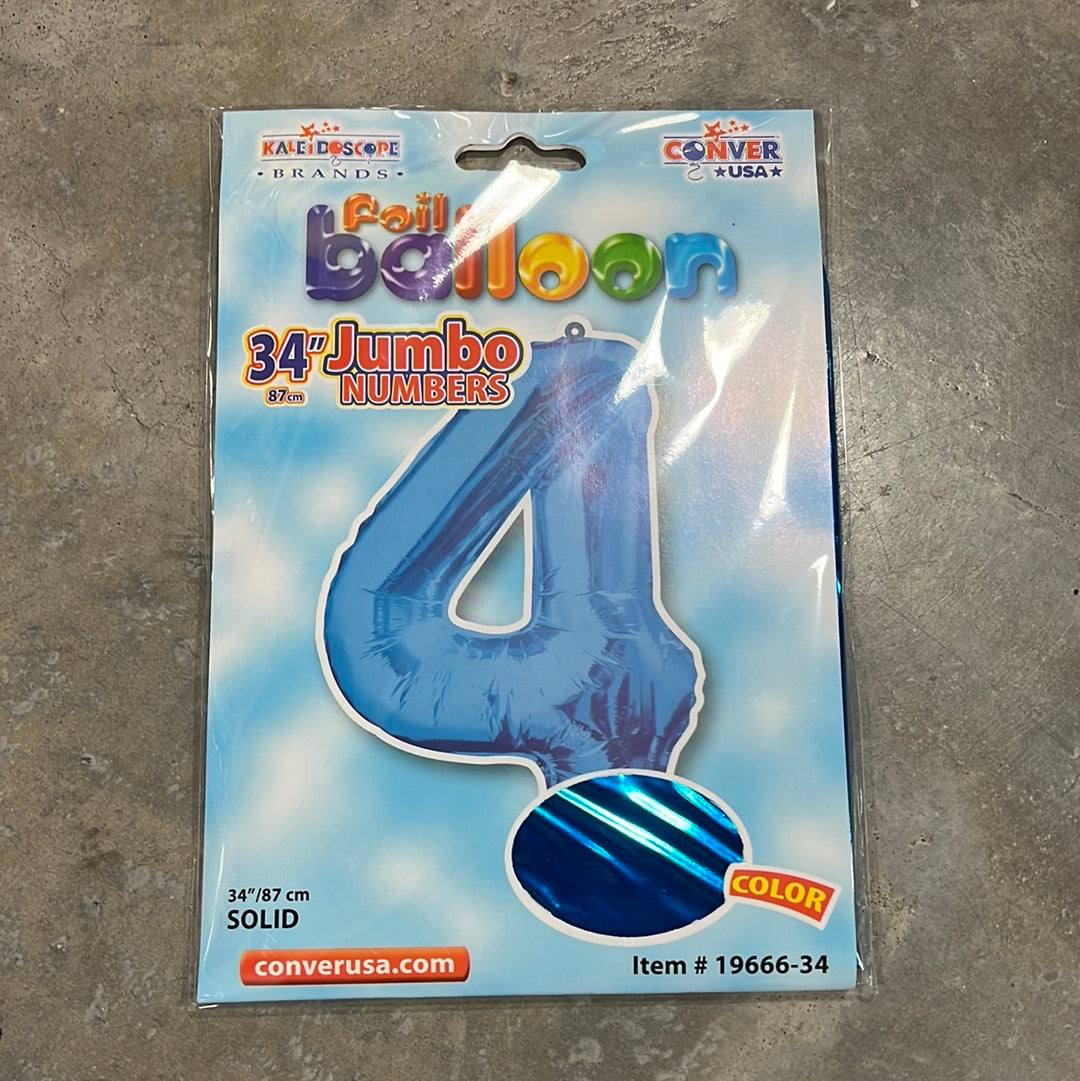 KALEIDOSCOPE
• BRANDS •
CONVER
★USA★
Foil
balloon
34" Jumbo
87cm NUMBERS
4
COLOR
34"/87 cm
SOLID
converusa.com
Item # 19666-34